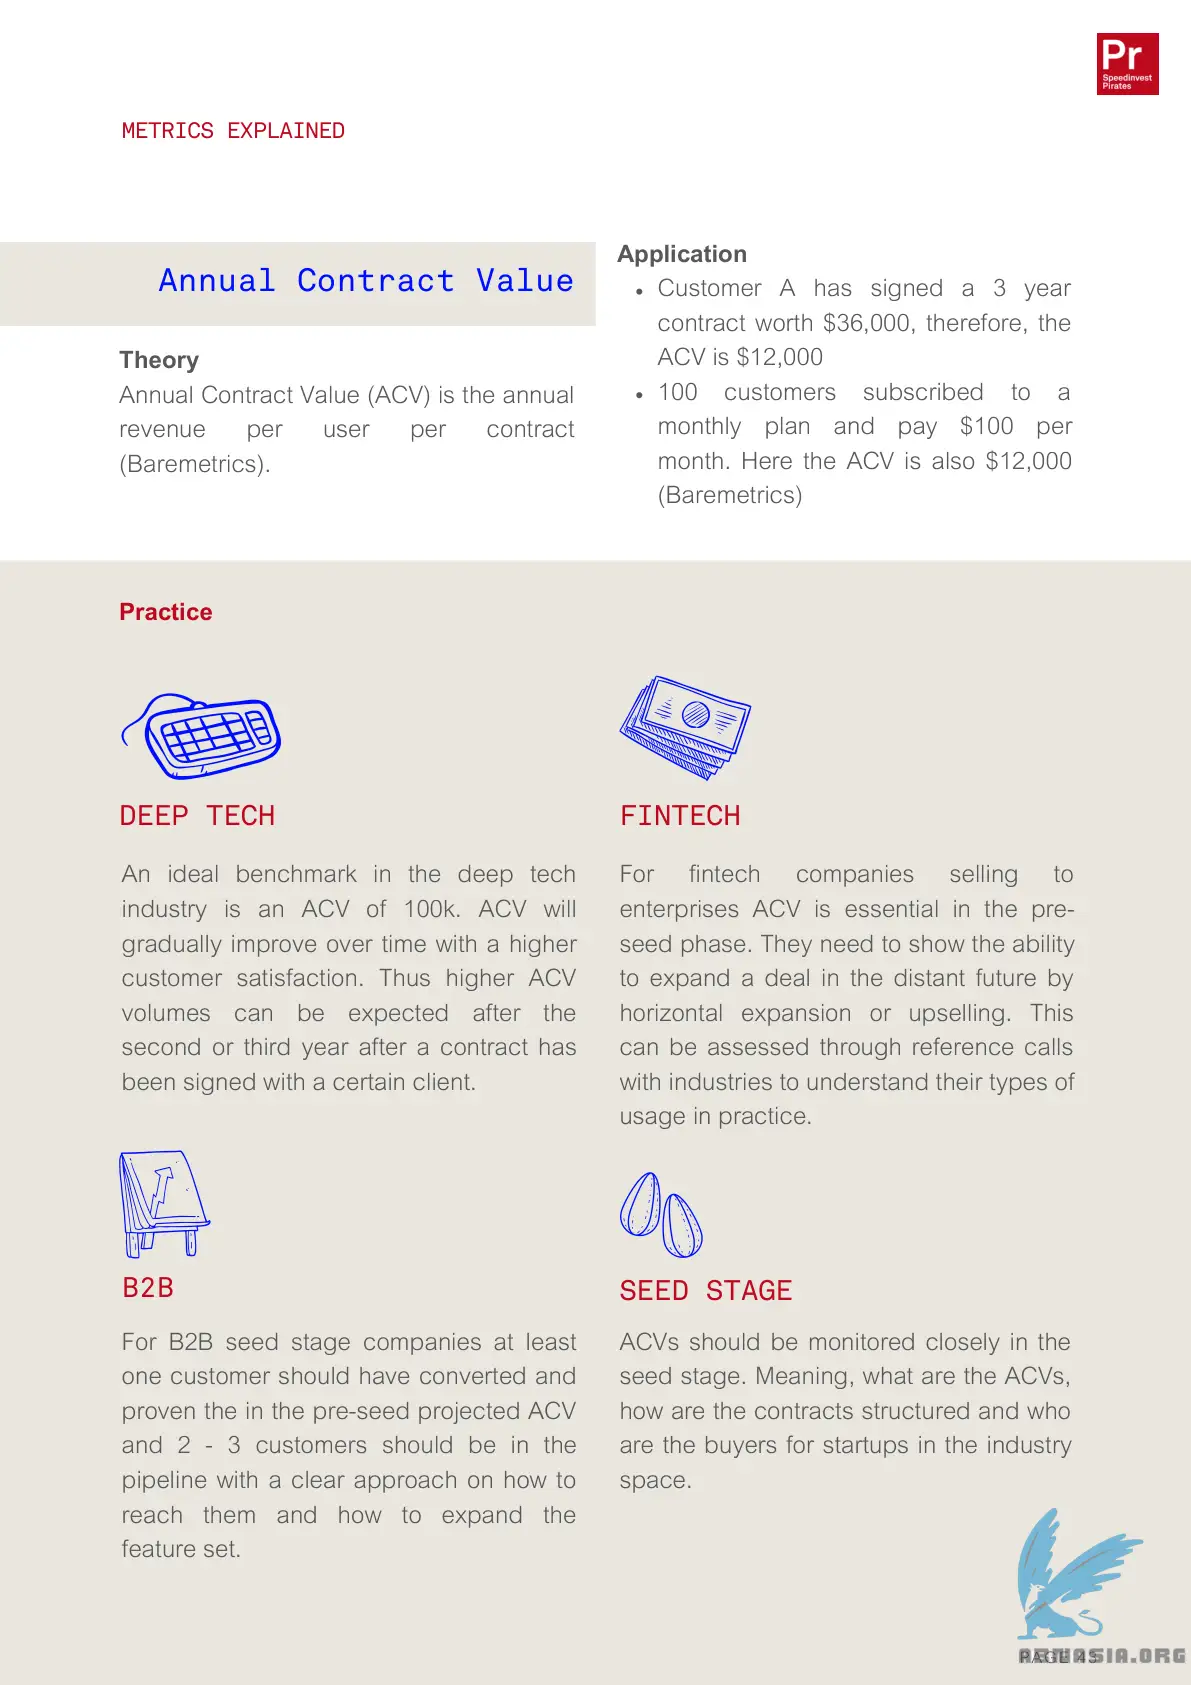 Pr
Speedinvest
Pirates
METRICS EXPLAINED
Annual Contract Value
Theory
Annual Contract Value (ACV) is the annual
revenue per user per contract
(Baremetrics).
Application
• Customer A has signed a 3 year
contract worth $36,000, therefore, the
ACV is $12,000
• 100 customers subscribed to a
monthly plan and pay $100 per
month. Here the ACV is also $12,000
(Baremetrics)
Practice
DEEP TECH
An ideal benchmark in the deep tech
industry is an ACV of 100k. ACV will
gradually improve over time with a higher
customer satisfaction. Thus higher ACV
volumes can be expected after the
second or third year after a contract has
been signed with a certain client.
FINTECH
For fintech companies selling to
enterprises ACV is essential in the pre-
seed phase. They need to show the ability
to expand a deal in the distant future by
horizontal expansion or upselling. This
can be assessed through reference calls
with industries to understand their types of
usage in practice.
B2B
For B2B seed stage companies at least
one customer should have converted and
proven the in the pre-seed projected ACV
and 2 - 3 customers should be in the
pipeline with a clear approach on how to
reach them and how to expand the
feature set.
SEED STAGE
ACVs should be monitored closely in the
seed stage. Meaning, what are the ACVs,
how are the contracts structured and who
are the buyers for startups in the industry
space.
PAGE 43